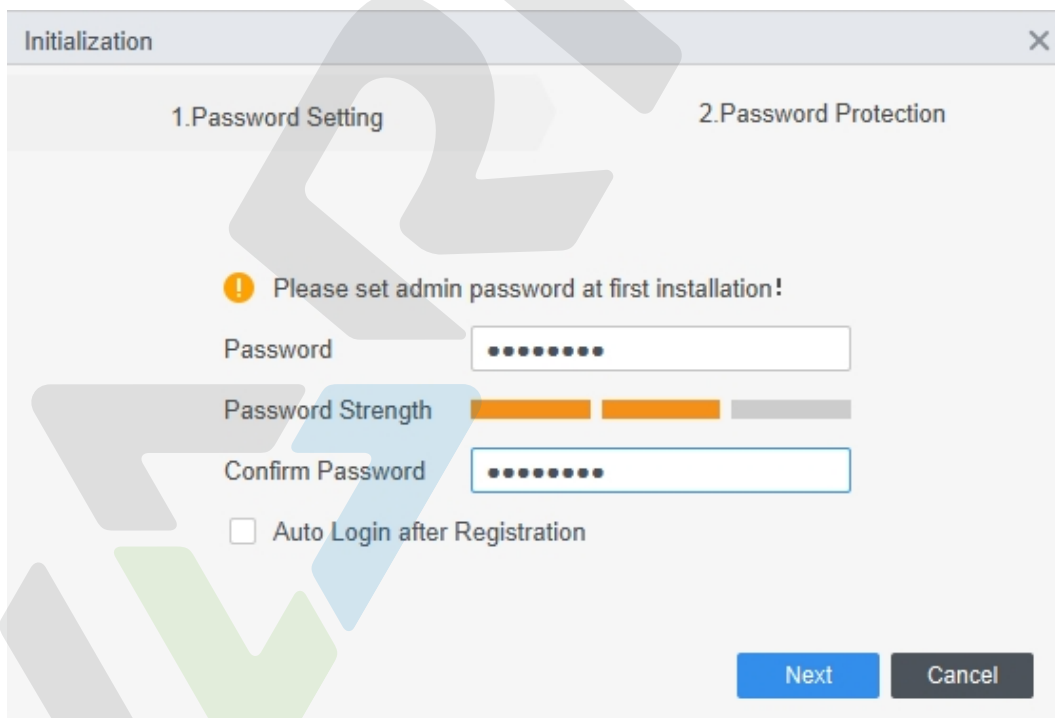 Initialization
1.Password Setting
2.Password Protection
Please set admin password at first installation!
Password
••••••••
Password Strength
Confirm Password
••••••••
Auto Login after Registration
Next
Cancel